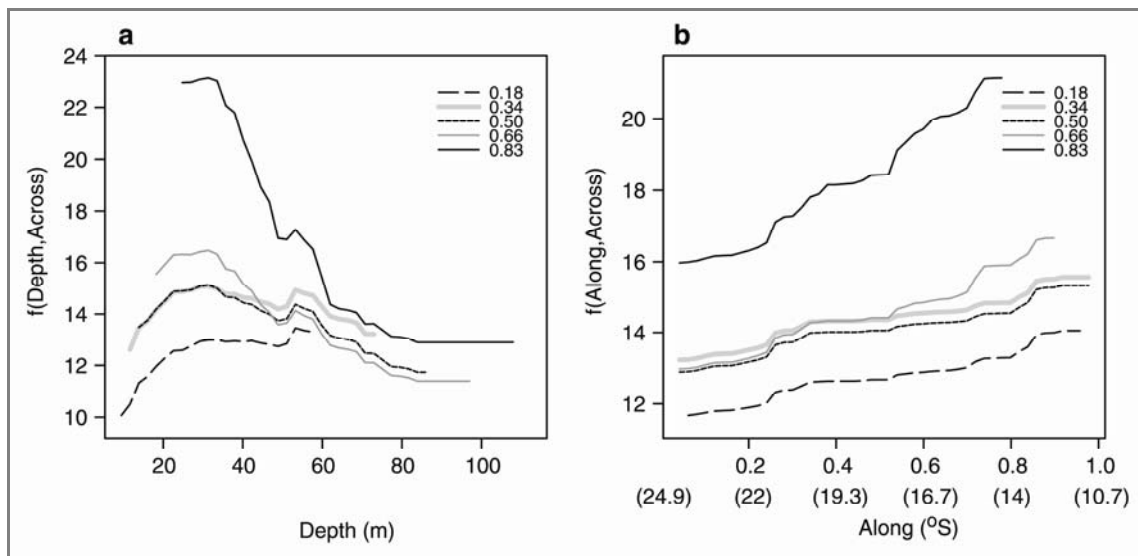 a
f(Depth,Across)
24
22
20
18
16
14
12
10
0.18
0.34
0.50
0.66
0.83
20 40 60 80 100
Depth (m)
b
f(Along,Across)
20
18
16
14
12
0.18
0.34
0.50
0.66
0.83
0.2 0.4 0.6 0.8 1.0
(24.9) (22) (19.3) (16.7) (14) (10.7)
Along (ºS)